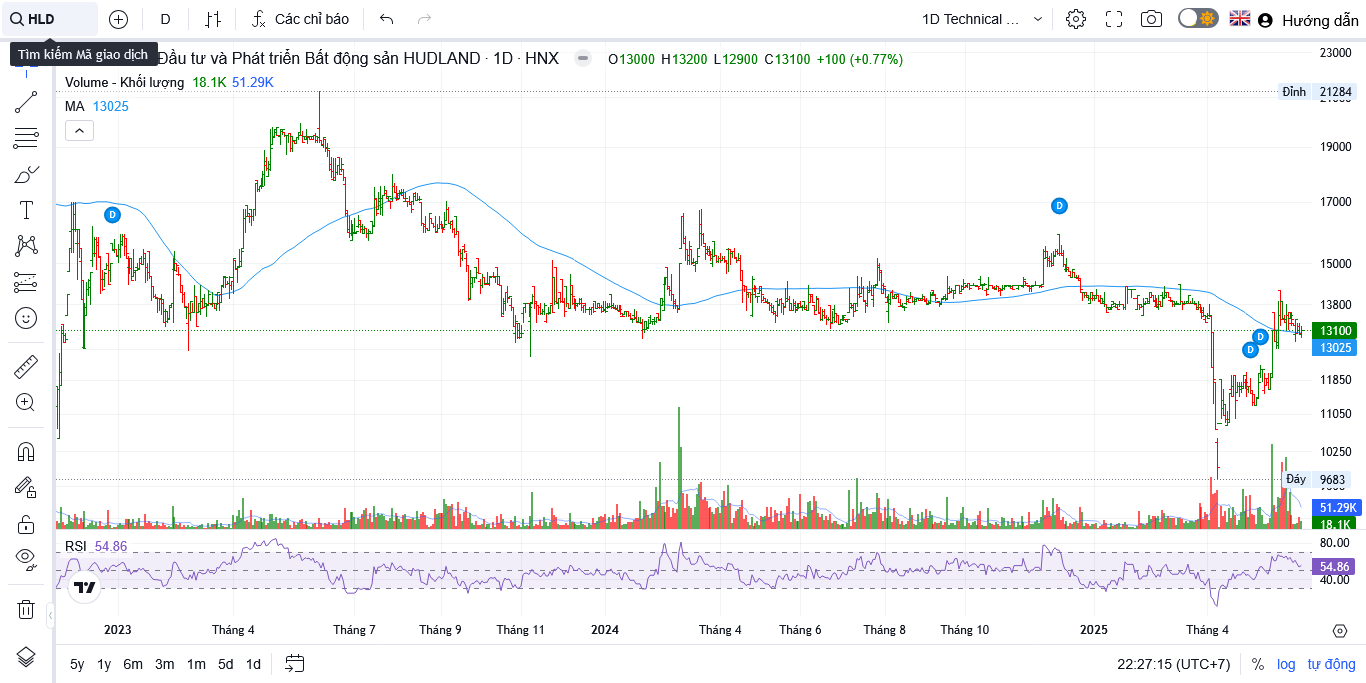 HLD
D
Các chỉ báo
1D Technical ...
Hướng dẫn
Tìm kiếm Mã giao dịch
Đầu tư và Phát triển Bất động sản HUDLAND · 1D · HNX
O13000 H13200 L12900 C13100 +100 (+0.77%)
Volume - Khối lượng 18.1K 51.29K
MA 13025
23000
Đỉnh 21284
19000
17000
D
D
15000
13800
13100
D
13025
D
11850
11050
10250
Đáy 9683
51.29K
18.1K
RSI 54.86
80.00
54.86
40.00
2023 Tháng 4 Tháng 7 Tháng 9 Tháng 11 2024 Tháng 4 Tháng 6 Tháng 8 Tháng 10 2025 Tháng 4
5y 1y 6m 3m 1m 5d 1d
22:27:15 (UTC+7) % log tự động